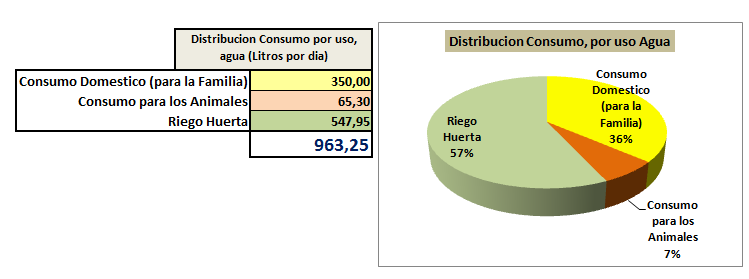 Distribucion Consumo por uso,
agua (Litros por dia)
Consumo Domestico (para la Familia) 350,00
Consumo para los Animales 65,30
Riego Huerta 547,95
963,25
Distribucion Consumo, por uso Agua
Consumo
Domestico
(para la
Familia)
36%
Riego
Huerta
57%
Consumo
para los
Animales
7%